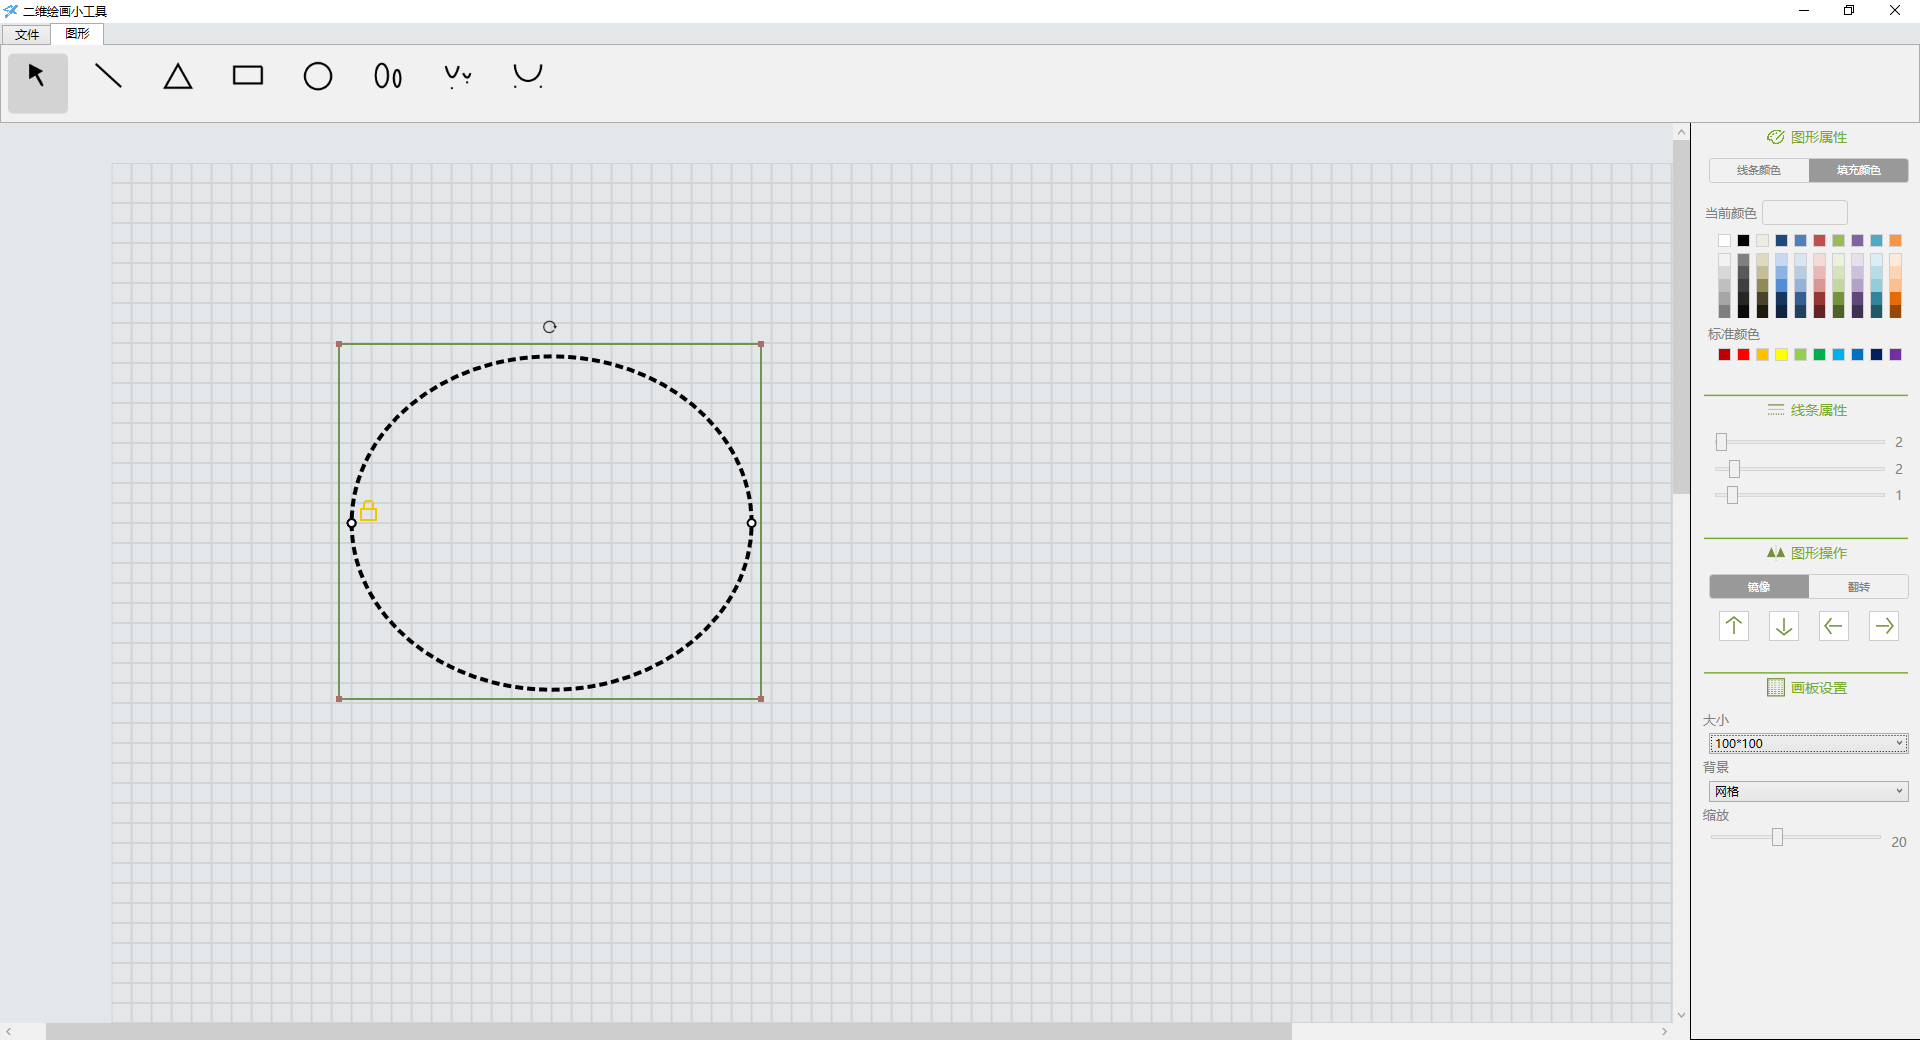 二维绘画小工具
文件 图形
图形属性
线条颜色 填充颜色
当前颜色
标准颜色
线条属性
2
2
1
图形操作
镜像 翻转
画板设置
大小
100*100
背景
网格
缩放
20